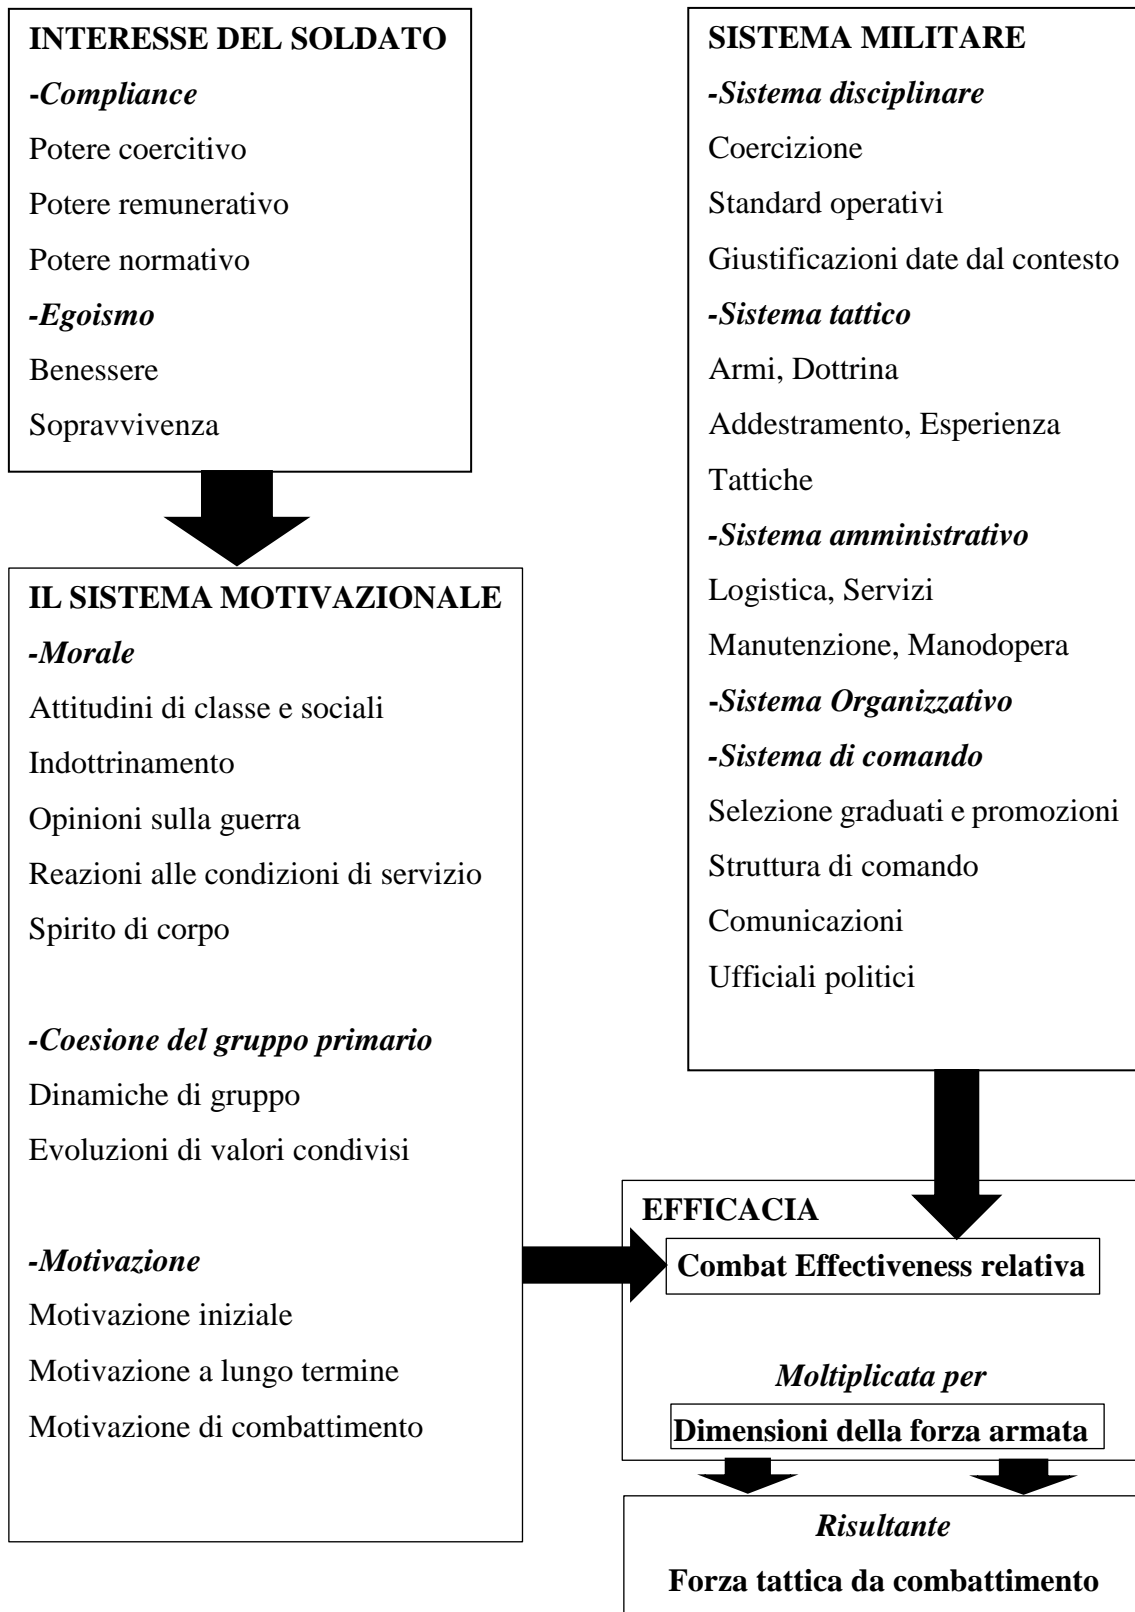 INTERESSE DEL SOLDATO
-Compliance
Potere coercitivo
Potere remunerativo
Potere normativo
-Egoismo
Benessere
Sopravvivenza
IL SISTEMA MOTIVAZIONALE
-Morale
Attitudini di classe e sociali
Indottrinamento
Opinioni sulla guerra
Reazioni alle condizioni di servizio
Spirito di corpo
-Coesione del gruppo primario
Dinamiche di gruppo
Evoluzioni di valori condivisi
-Motivazione
Motivazione iniziale
Motivazione a lungo termine
Motivazione di combattimento
SISTEMA MILITARE
-Sistema disciplinare
Coercizione
Standard operativi
Giustificazioni date dal contesto
-Sistema tattico
Armi, Dottrina
Addestramento, Esperienza
Tattiche
-Sistema amministrativo
Logistica, Servizi
Manutenzione, Manodopera
-Sistema Organizzativo
-Sistema di comando
Selezione graduati e promozioni
Struttura di comando
Comunicazioni
Ufficiali politici
EFFICACIA
Combat Effectiveness relativa
Moltiplicata per
Dimensioni della forza armata
Risultante
Forza tattica da combattimento